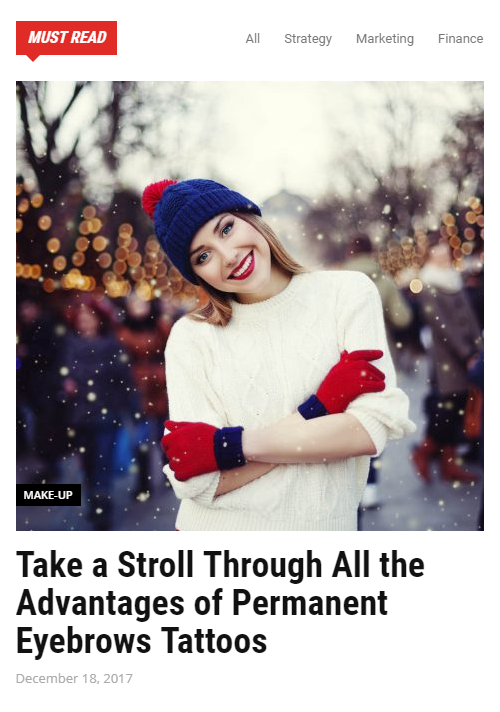 MUST READ
All Strategy Marketing Finance
MAKE-UP
Take a Stroll Through All the
Advantages of Permanent
Eyebrows Tattoos
December 18, 2017